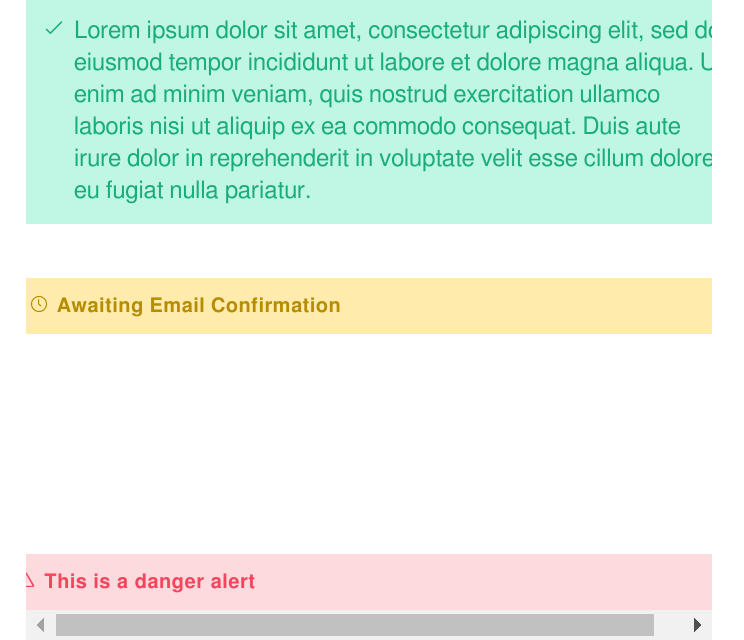 Lorem ipsum dolor sit amet, consectetur adipiscing elit, sed
eiusmod tempor incididunt ut labore et dolore magna aliqua.
enim ad minim veniam, quis nostrud exercitation ullamco
laboris nisi ut aliquip ex ea commodo consequat. Duis aute
irure dolor in reprehenderit in voluptate velit esse cillum dolore
eu fugiat nulla pariatur.
Awaiting Email Confirmation
This is a danger alert